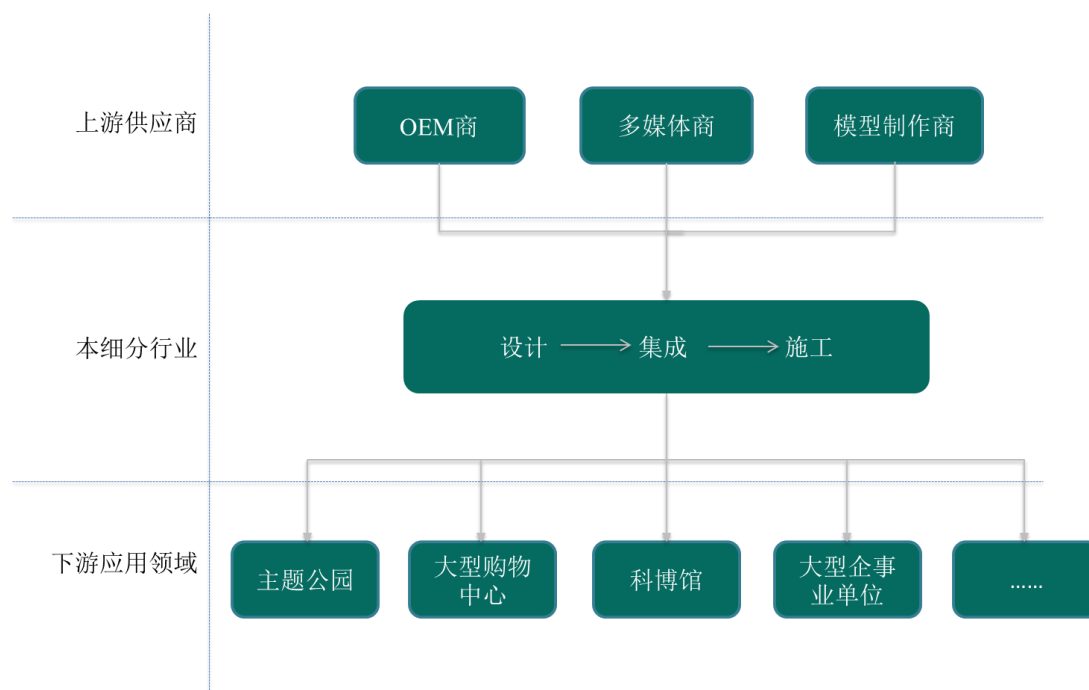 上游供应商
OEM商
多媒体商
模型制作商
本细分行业
设计
集成
施工
下游应用领域
主题公园
大型购物
中心
科博馆
大型企事
业单位
......